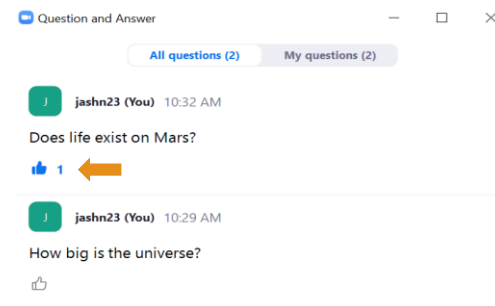 Question and Answer
All questions (2) My questions (2)
J jashn23 (You) 10:32 AM
Does life exist on Mars?
1
J jashn23 (You) 10:29 AM
How big is the universe?